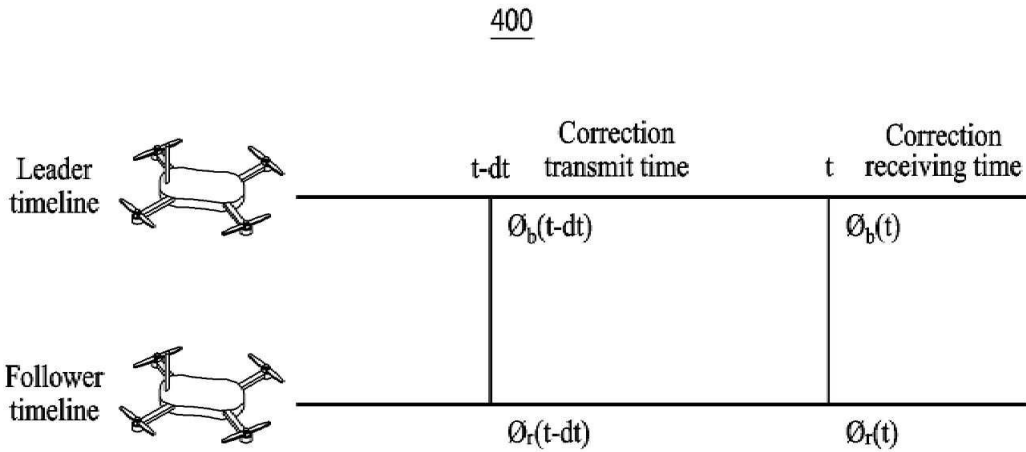 400
Leader
timeline
t-dt
Correction
transmit time
t
Correction
receiving time
Øb(t-dt)
Øb(t)
Follower
timeline
Ør(t-dt)
Ør(t)